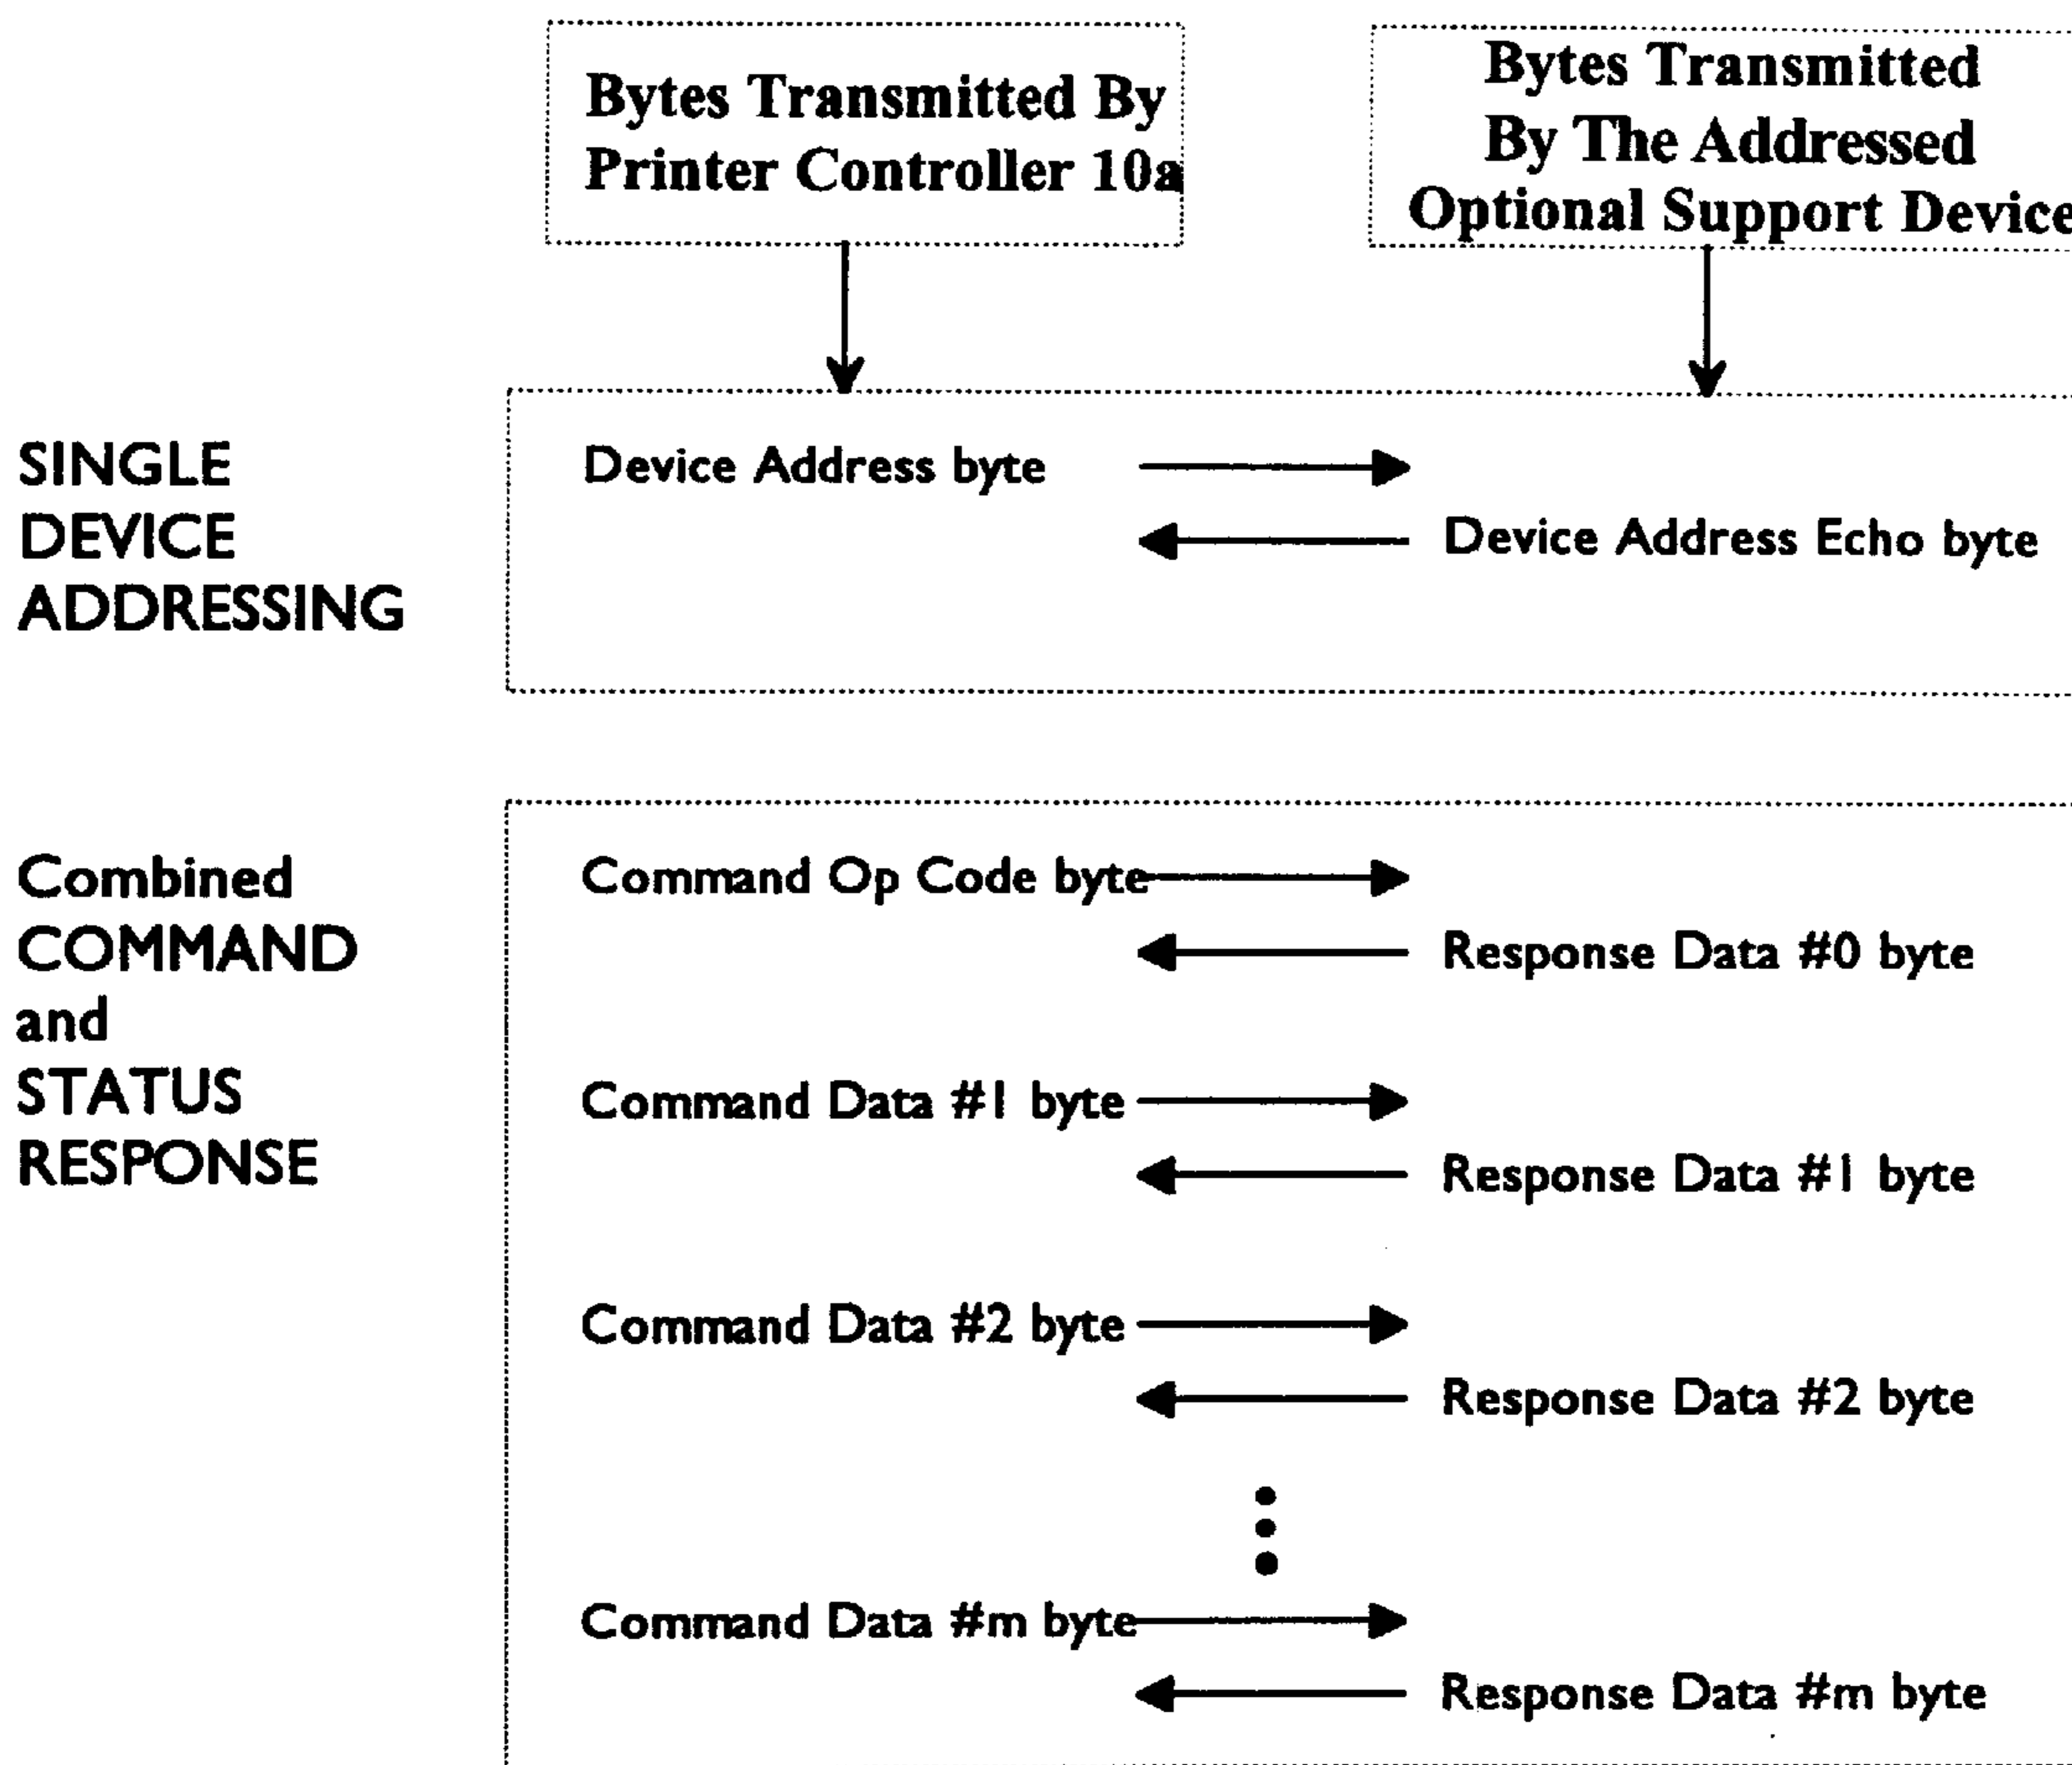 Bytes Transmitted By
Printer Controller 10a
Bytes Transmitted
By The Addressed
Optional Support Device
SINGLE
DEVICE
ADDRESSING
Device Address byte
Device Address Echo byte
Combined
COMMAND
and
STATUS
RESPONSE
Command Op Code byte
Response Data #0 byte
Command Data #1 byte
Response Data #1 byte
Command Data #2 byte
Response Data #2 byte
Command Data #m byte
Response Data #m byte